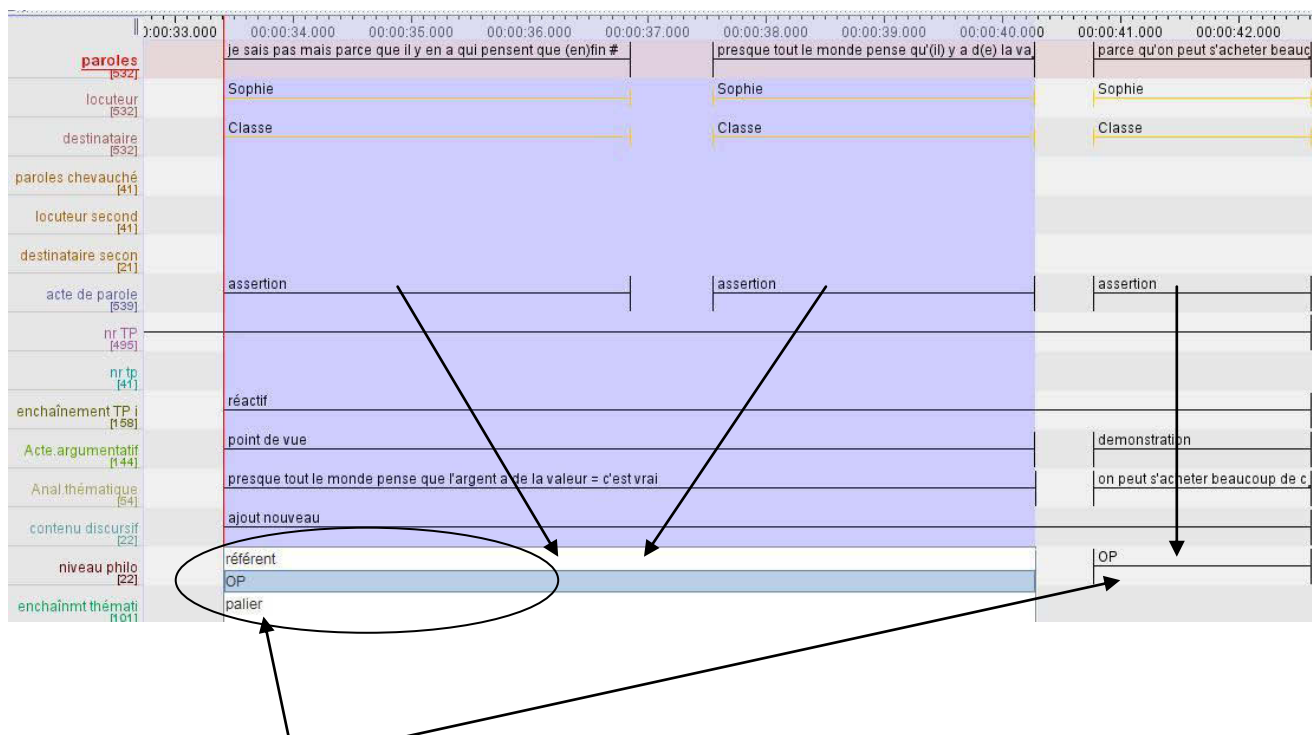 0:00:33.000 00:00:34.000 00:00:35.000 00:00:36.000 00:00:37.000 00:00:38.000 00:00:39.000 00:00:40.000 00:00:41.000 00:00:42.000
paroles je sais pas mais parce que il y en a qui pensent que (en)fin # presque tout le monde pense qu'(il) y a d(e) la va parce qu'on peut s'acheter beauc
[532]
locuteur Sophie Sophie Sophie
[532]
destinataire Classe Classe Classe
[532]
paroles chevauché
[41]
locuteur second
[41]
destinataire secon
[21]
acte de parole assertion assertion assertion
[539]
nr TP
[495]
nr tp
[41]
enchaînement TP i réactif
[158]
Acte.argumentatif point de vue demonstration
[144]
Anal.thématique presque tout le monde pense que l'argent a de la valeur = c'est vrai on peut s'acheter beaucoup de c
[54]
contenu discursif ajout nouveau
[22]
niveau philo référent OP
[22] OP
enchaînmt thémati palier
[101]